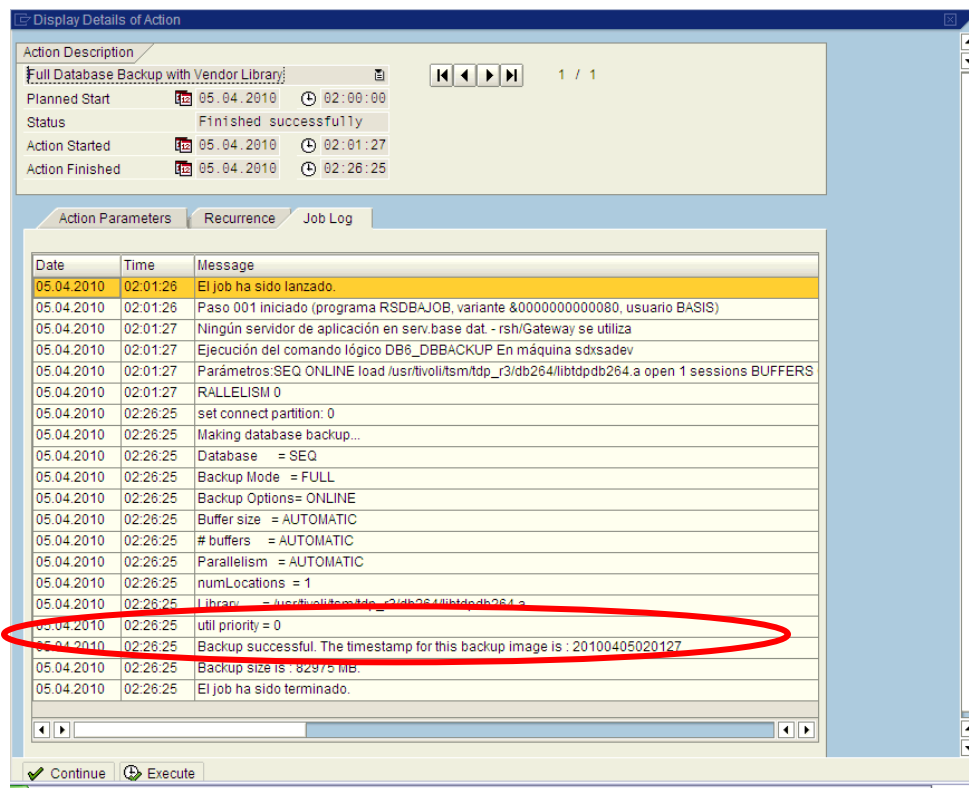 Display Details of Action
Action Description
Full Database Backup with Vendor Library
1 / 1
Planned Start 05.04.2010 02:00:00
Status Finished successfully
Action Started 05.04.2010 02:01:27
Action Finished 05.04.2010 02:26:25
Action Parameters Recurrence Job Log
Date Time Message
05.04.2010 02:01:26 El job ha sido lanzado.
05.04.2010 02:01:26 Paso 001 iniciado (programa RSDBAJOB, variante &0000000000080, usuario BASIS)
05.04.2010 02:01:27 Ningún servidor de aplicación en serv.base dat. - rsh/Gateway se utiliza
05.04.2010 02:01:27 Ejecución del comando lógico DB6_DBBACKUP En máquina sdxsadev
05.04.2010 02:01:27 Parámetros:SEQ ONLINE load /usr/tivoli/tsm/tdp_r3/db264/libtdpdb264.a open 1 sessions BUFFERS
05.04.2010 02:01:27 RALLELISM 0
05.04.2010 02:26:25 set connect partition: 0
05.04.2010 02:26:25 Making database backup...
05.04.2010 02:26:25 Database = SEQ
05.04.2010 02:26:25 Backup Mode = FULL
05.04.2010 02:26:25 Backup Options= ONLINE
05.04.2010 02:26:25 Buffer size = AUTOMATIC
05.04.2010 02:26:25 # buffers = AUTOMATIC
05.04.2010 02:26:25 Parallelism = AUTOMATIC
05.04.2010 02:26:25 numLocations = 1
05.04.2010 02:26:25 Library = /usr/tivoli/tsm/tdp_r3/db264/libtdpdb264.a
05.04.2010 02:26:25 util priority = 0
05.04.2010 02:26:25 Backup successful. The timestamp for this backup image is : 20100405020127
05.04.2010 02:26:25 Backup size is : 82975 MB.
05.04.2010 02:26:25 El job ha sido terminado.
Continue Execute